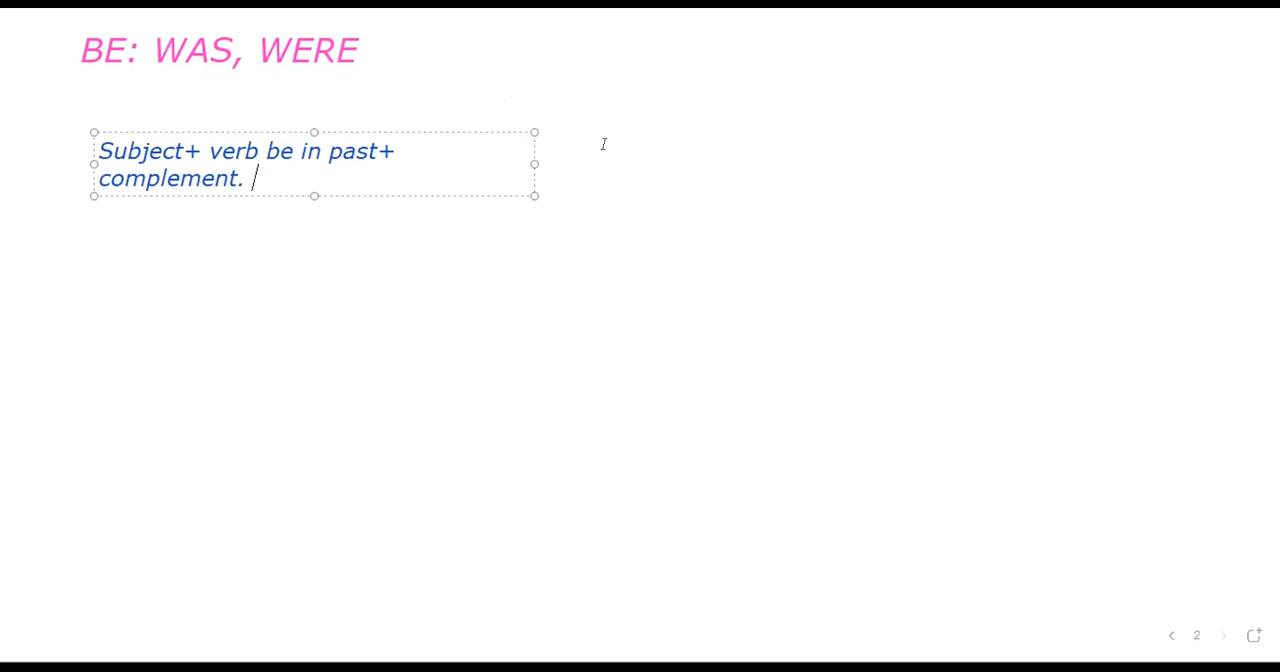 BE: WAS, WERE
Subject+ verb be in past+
complement.
2